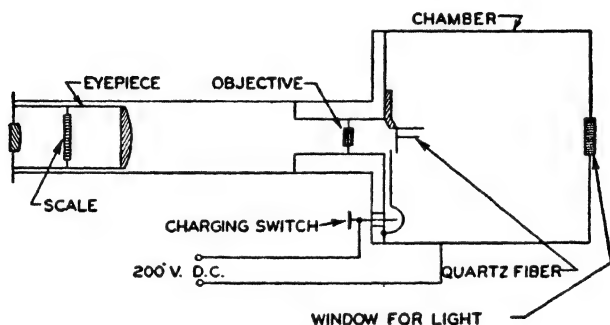 CHAMBER
EYEPIECE
OBJECTIVE
SCALE
CHARGING SWITCH
200 V. D.C.
QUARTZ FIBER
WINDOW FOR LIGHT